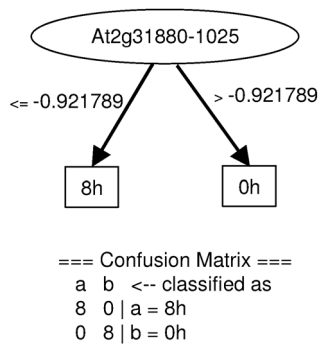 At2g31880-1025
<= -0.921789
> -0.921789
8h
0h
=== Confusion Matrix ===
a b <-- classified as
8 0 | a = 8h
0 8 | b = 0h